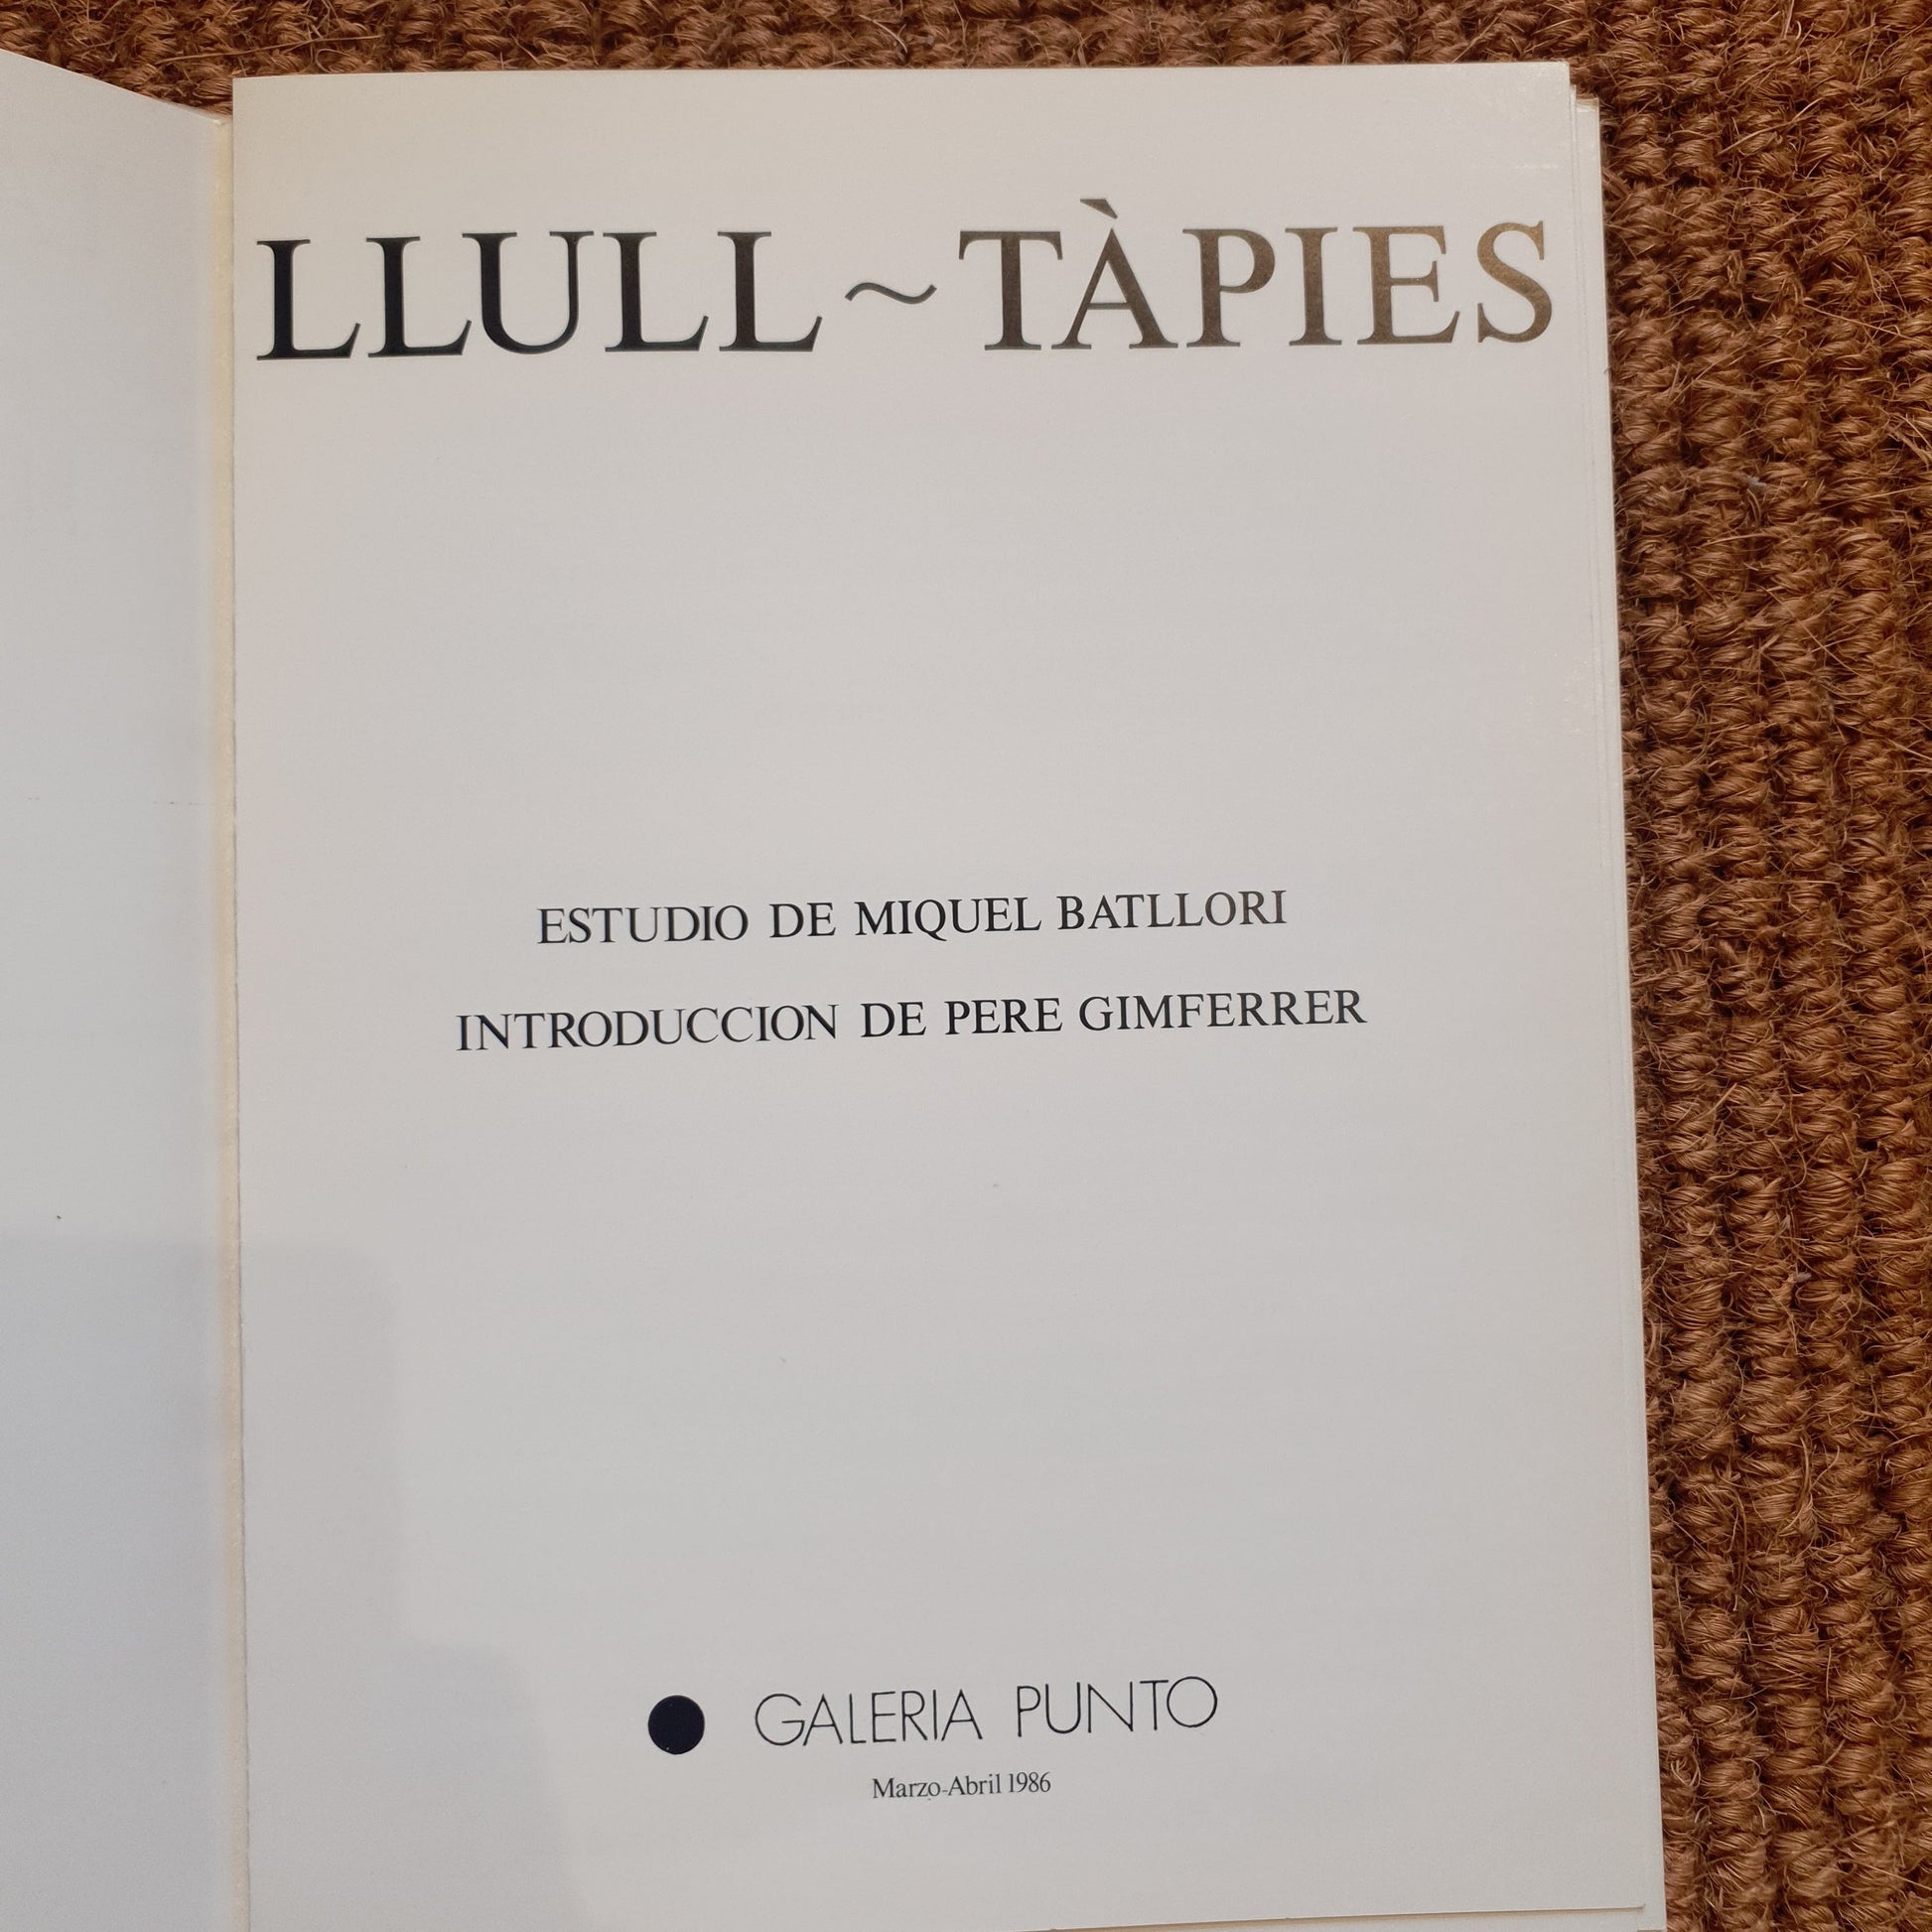 LLULL~TÀPIES
ESTUDIO DE MIQUEL BATLLORI
INTRODUCCION DE PERE GIMFERRER
GALERIA PUNTO
Marzo-Abril 1986